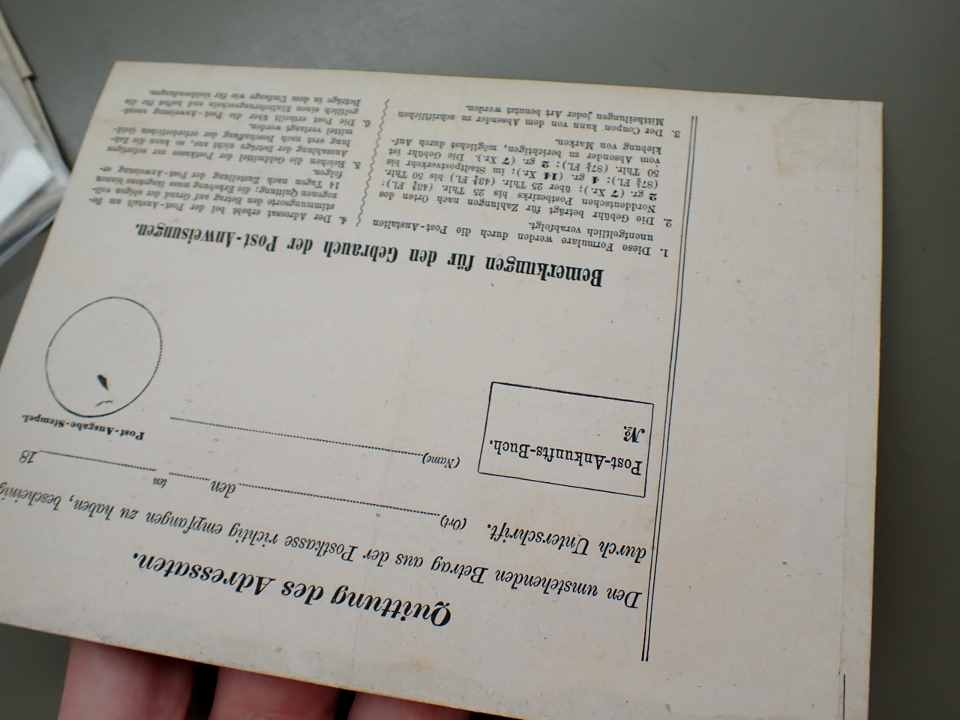 Quittung des Adressaten.
Den umstehenden Betrag aus der Postkasse richtig empfangen zu haben, bescheinig
durch Unterschrift.
(Ort) den ten 18
Post-Ankunfts-Buch.
№
(Name)
Post-Ausgabe-Stempel.
Bemerkungen für den Gebrauch der Post-Anweisungen.
1. Diese Formulare werden durch die Post-Anstalten
unentgeltlich verabfolgt.
2. Die Gebühr beträgt für Zahlungen nach Orten des
Norddeutschen Postbezirks bis 25 Thlr. (43¾ Fl.):
2 gr. (7 Xr.); über 25 Thlr. (43¾ Fl.) bis 50 Thlr.
(87½ Fl.): 4 gr. (14 Xr.); im Stadtpostverkehr bis
50 Thlr. (87½ Fl.): 2 gr. (7 Xr.). Die Gebühr ist
vom Absender zu berichtigen, möglichst durch Auf-
klebung von Marken.
3. Der Coupon kann von dem Absender zu schriftlichen
Mittheilungen jeder Art benutzt werden.
4. Der Adressat erhebt bei der Post-Anstalt am Be-
stimmungsorte den Betrag auf Grund der obigen voll-
zogenen Quittung; die Erhebung muss längstens binnen
14 Tagen nach Zustellung der Post-Anweisung er-
folgen.
5. Reichen die Geldmittel der Postkasse zur sofortigen
Auszahlung der Beträge nicht aus, so kann die Zah-
lung erst nach Beschaffung der erforderlichen Geld-
mittel verlangt werden.
6. Die Post ertheilt über die Post-Anweisung unent-
geltlich einen Einlieferungsschein und haftet für die
Beträge in dem Umfange wie für Geldsendungen.